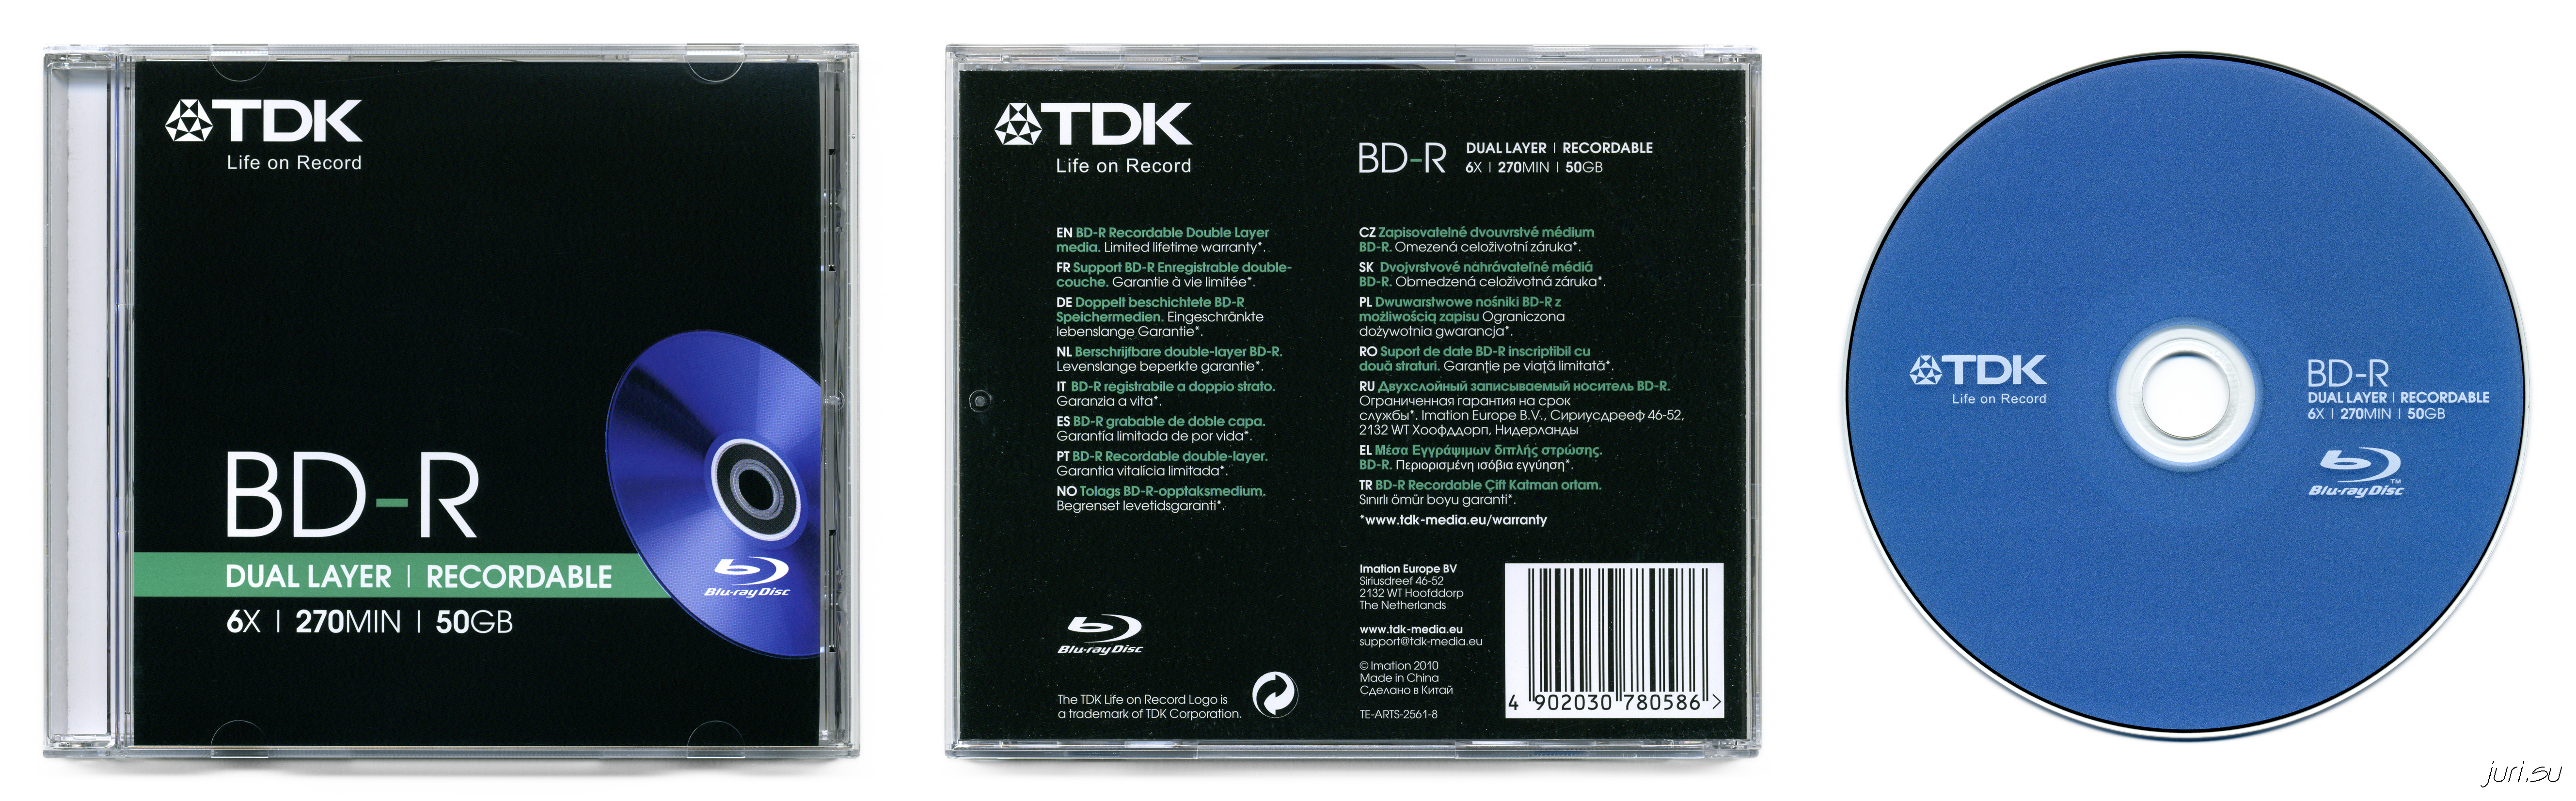 TDK
Life on Record
BD-R
DUAL LAYER | RECORDABLE
6X | 270MIN | 50GB
Blu-ray Disc
TDK
Life on Record
BD-R
DUAL LAYER | RECORDABLE
6X | 270MIN | 50GB
EN BD-R Recordable Double Layer
media. Limited lifetime warranty*.
FR Support BD-R Enregistrable double-
couche. Garantie à vie limitée*.
DE Doppelt beschichtete BD-R
Speichermedien. Eingeschränkte
lebenslange Garantie*.
NL Berschrijfbare double-layer BD-R.
Levenslange beperkte garantie*.
IT BD-R registrabile a doppio strato.
Garanzia a vita*.
ES BD-R grabable de doble capa.
Garantía limitada de por vida*.
PT BD-R Recordable double-layer.
Garantia vitalícia limitada*.
NO Tolags BD-R-opptaksmedium.
Begrenset levetidsgaranti*.
CZ Zapisovatelné dvouvrstvé médium
BD-R. Omezená celoživotní záruka*.
SK Dvojvrstvové nahrávateľné médiá
BD-R. Obmedzená celoživotná záruka*.
PL Dwuwarstwowe nośniki BD-R z
możliwością zapisu Ograniczona
dożywotnia gwarancja*.
RO Suport de date BD-R inscriptibil cu
două straturi. Garanţie pe viaţă limitată*.
RU Двухслойный записываемый носитель BD-R.
Ограниченная гарантия на срок
службы*. Imation Europe B.V., Сириусдрееф 46-52,
2132 WT Хоофддорп, Нидерланды
EL Μέσα Εγγράψιμων διπλής στρώσης.
BD-R. Περιορισμένη ισόβια εγγύηση*.
TR BD-R Recordable Çift Katman ortam.
Sınırlı ömür boyu garanti*.
*www.tdk-media.eu/warranty
Imation Europe BV
Siriusdreef 46-52
2132 WT Hoofddorp
The Netherlands
www.tdk-media.eu
support@tdk-media.eu
© Imation 2010
Made in China
Сделано в Китай
TE-ARTS-2561-8
Blu-ray Disc
The TDK Life on Record Logo is
a trademark of TDK Corporation.
4 902030 780586 >
TDK
Life on Record
BD-R
DUAL LAYER | RECORDABLE
6X | 270MIN | 50GB
Blu-ray Disc TM
juri.su